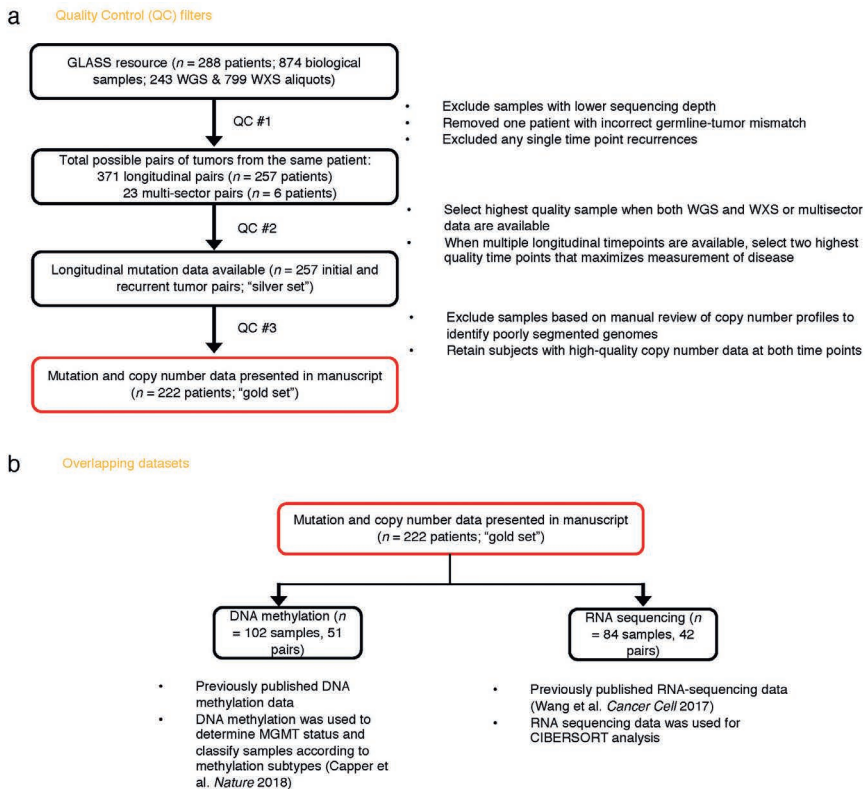 a
Quality Control (QC) filters
GLASS resource (n = 288 patients; 874 biological
samples; 243 WGS & 799 WXS aliquots)
QC #1
• Exclude samples with lower sequencing depth
• Removed one patient with incorrect germline-tumor mismatch
• Excluded any single time point recurrences
Total possible pairs of tumors from the same patient:
371 longitudinal pairs (n = 257 patients)
23 multi-sector pairs (n = 6 patients)
QC #2
• Select highest quality sample when both WGS and WXS or multisector
data are available
• When multiple longitudinal timepoints are available, select two highest
quality time points that maximizes measurement of disease
Longitudinal mutation data available (n = 257 initial and
recurrent tumor pairs; “silver set”)
QC #3
• Exclude samples based on manual review of copy number profiles to
identify poorly segmented genomes
• Retain subjects with high-quality copy number data at both time points
Mutation and copy number data presented in manuscript
(n = 222 patients; “gold set”)
b
Overlapping datasets
Mutation and copy number data presented in manuscript
(n = 222 patients; “gold set”)
DNA methylation (n
= 102 samples, 51
pairs)
• Previously published DNA
methylation data
• DNA methylation was used to
determine MGMT status and
classify samples according to
methylation subtypes (Capper et
al. Nature 2018)
RNA sequencing (n
= 84 samples, 42
pairs)
• Previously published RNA-sequencing data
(Wang et al. Cancer Cell 2017)
• RNA sequencing data was used for
CIBERSORT analysis